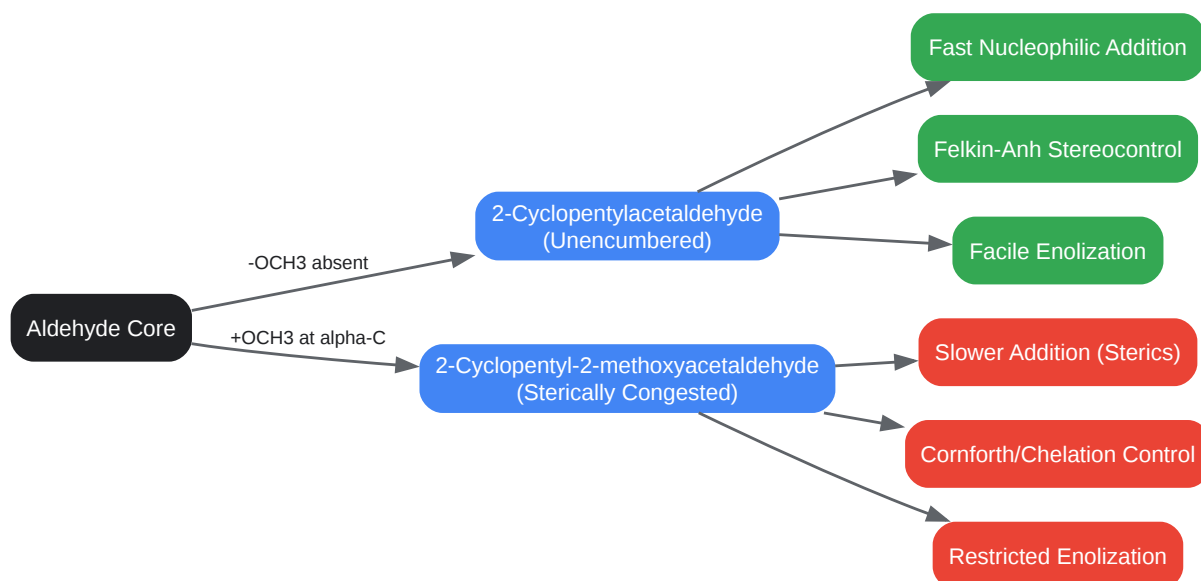 Fast Nucleophilic Addition
Felkin-Anh Stereocontrol
2-Cyclopentylacetaldehyde
(Unencumbered)
Facile Enolization
-OCH3 absent
Aldehyde Core
+OCH3 at alpha-C
2-Cyclopentyl-2-methoxyacetaldehyde
(Sterically Congested)
Slower Addition (Sterics)
Cornforth/Chelation Control
Restricted Enolization